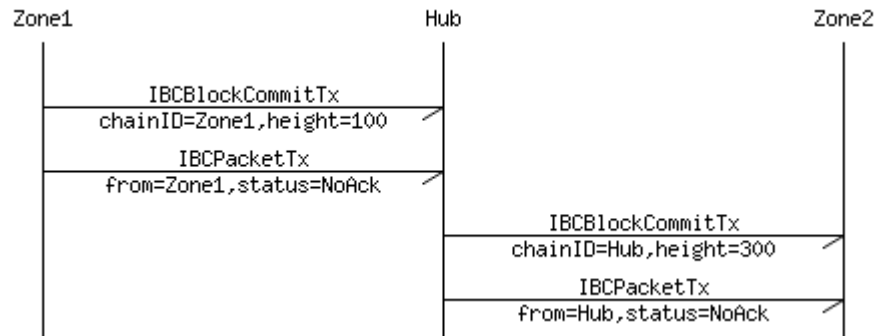 Zone1 Hub Zone2
IBCBlockCommitTx
chainID=Zone1,height=100
IBCPacketTx
from=Zone1,status=NoAck
IBCBlockCommitTx
chainID=Hub,height=300
IBCPacketTx
from=Hub,status=NoAck